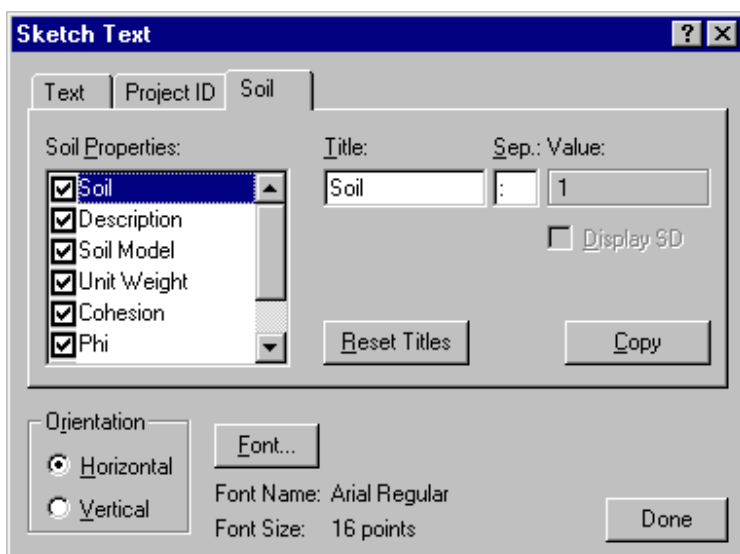 Sketch Text
Text Project ID Soil
Soil Properties: Title: Sep.: Value:
Soil Soil : 1
Description
Display SD
Soil Model
Unit Weight
Cohesion
Phi
Reset Titles Copy
Orientation
Font...
Horizontal
Font Name: Arial Regular
Vertical
Done
Font Size: 16 points